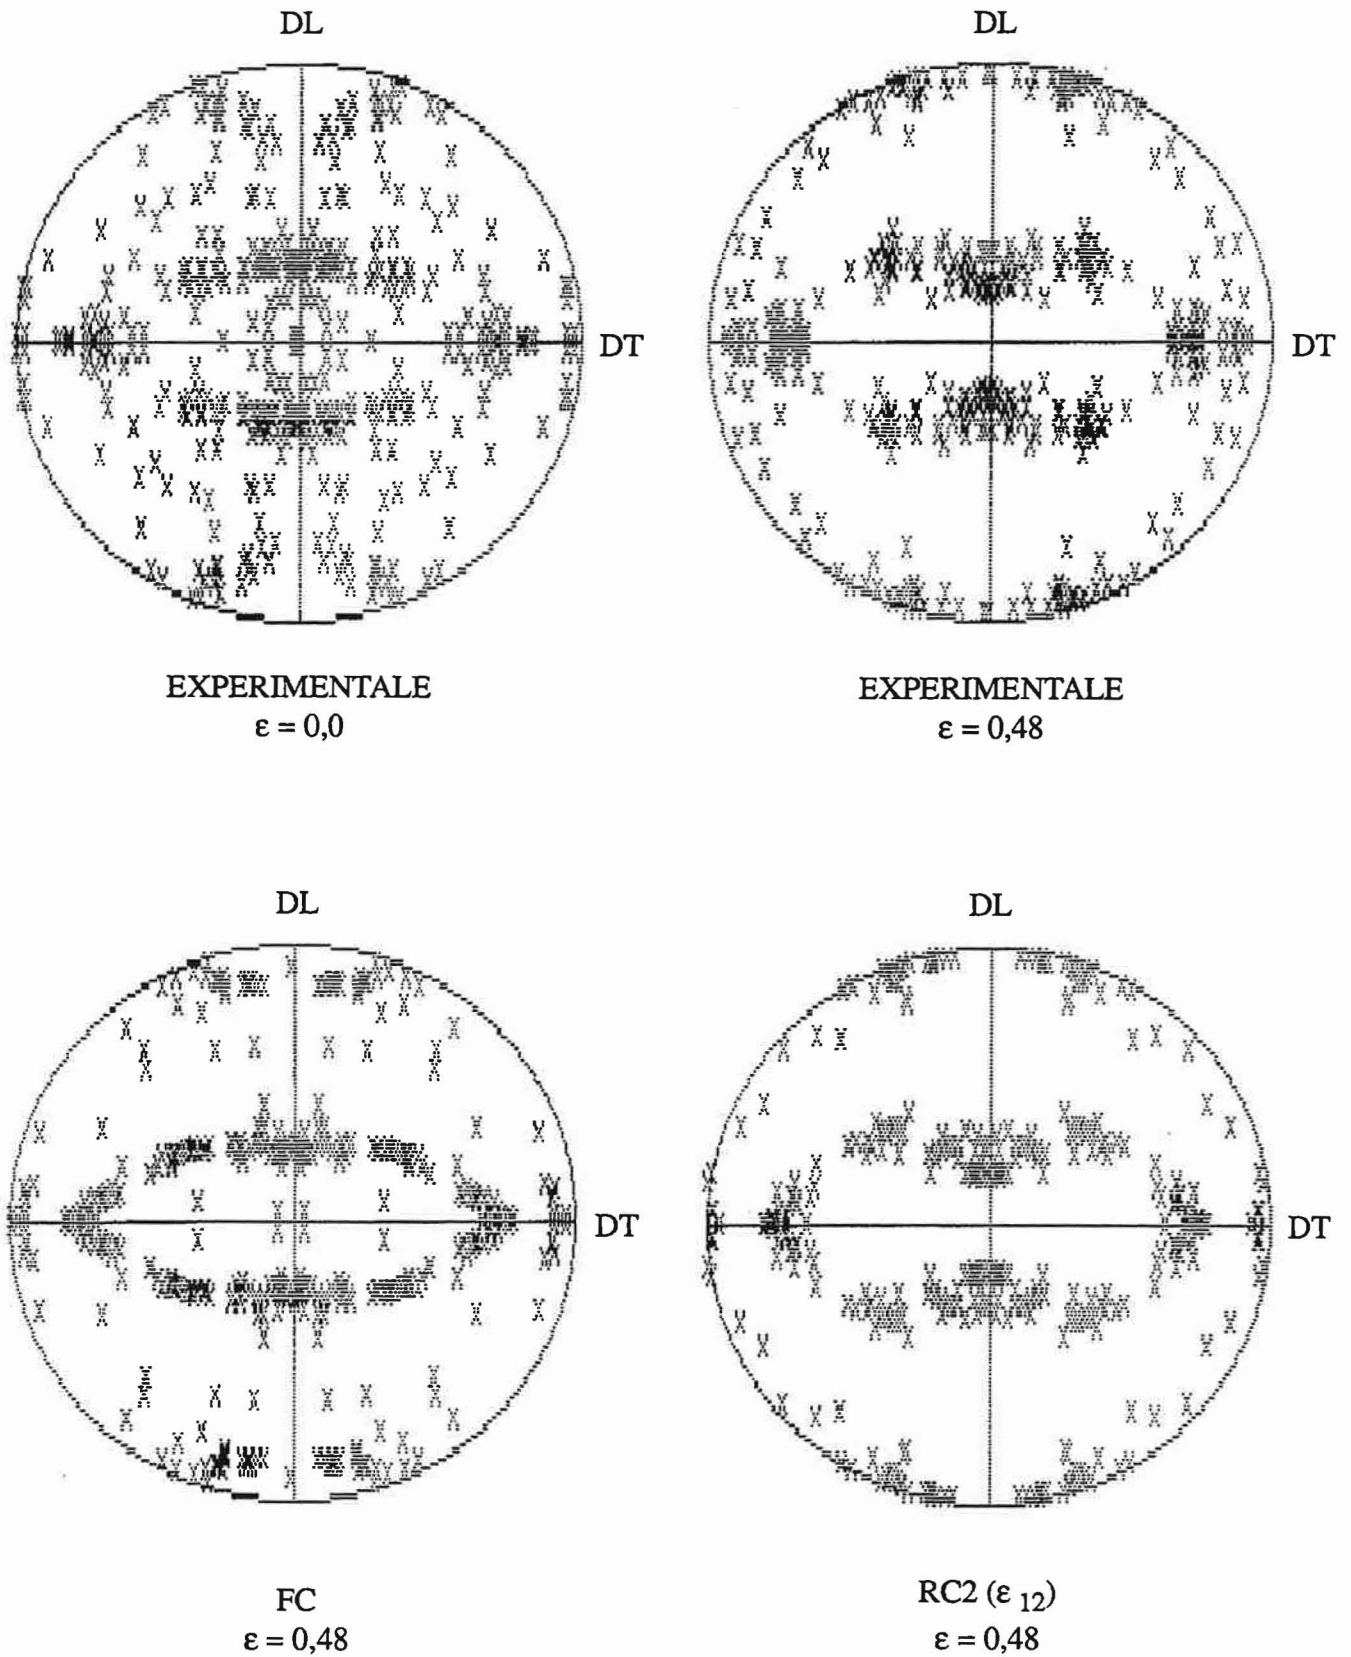 DL
DT
EXPERIMENTALE
ε = 0,0
DL
DT
EXPERIMENTALE
ε = 0,48
DL
DT
FC
ε = 0,48
DL
DT
RC2 (ε 12)
ε = 0,48